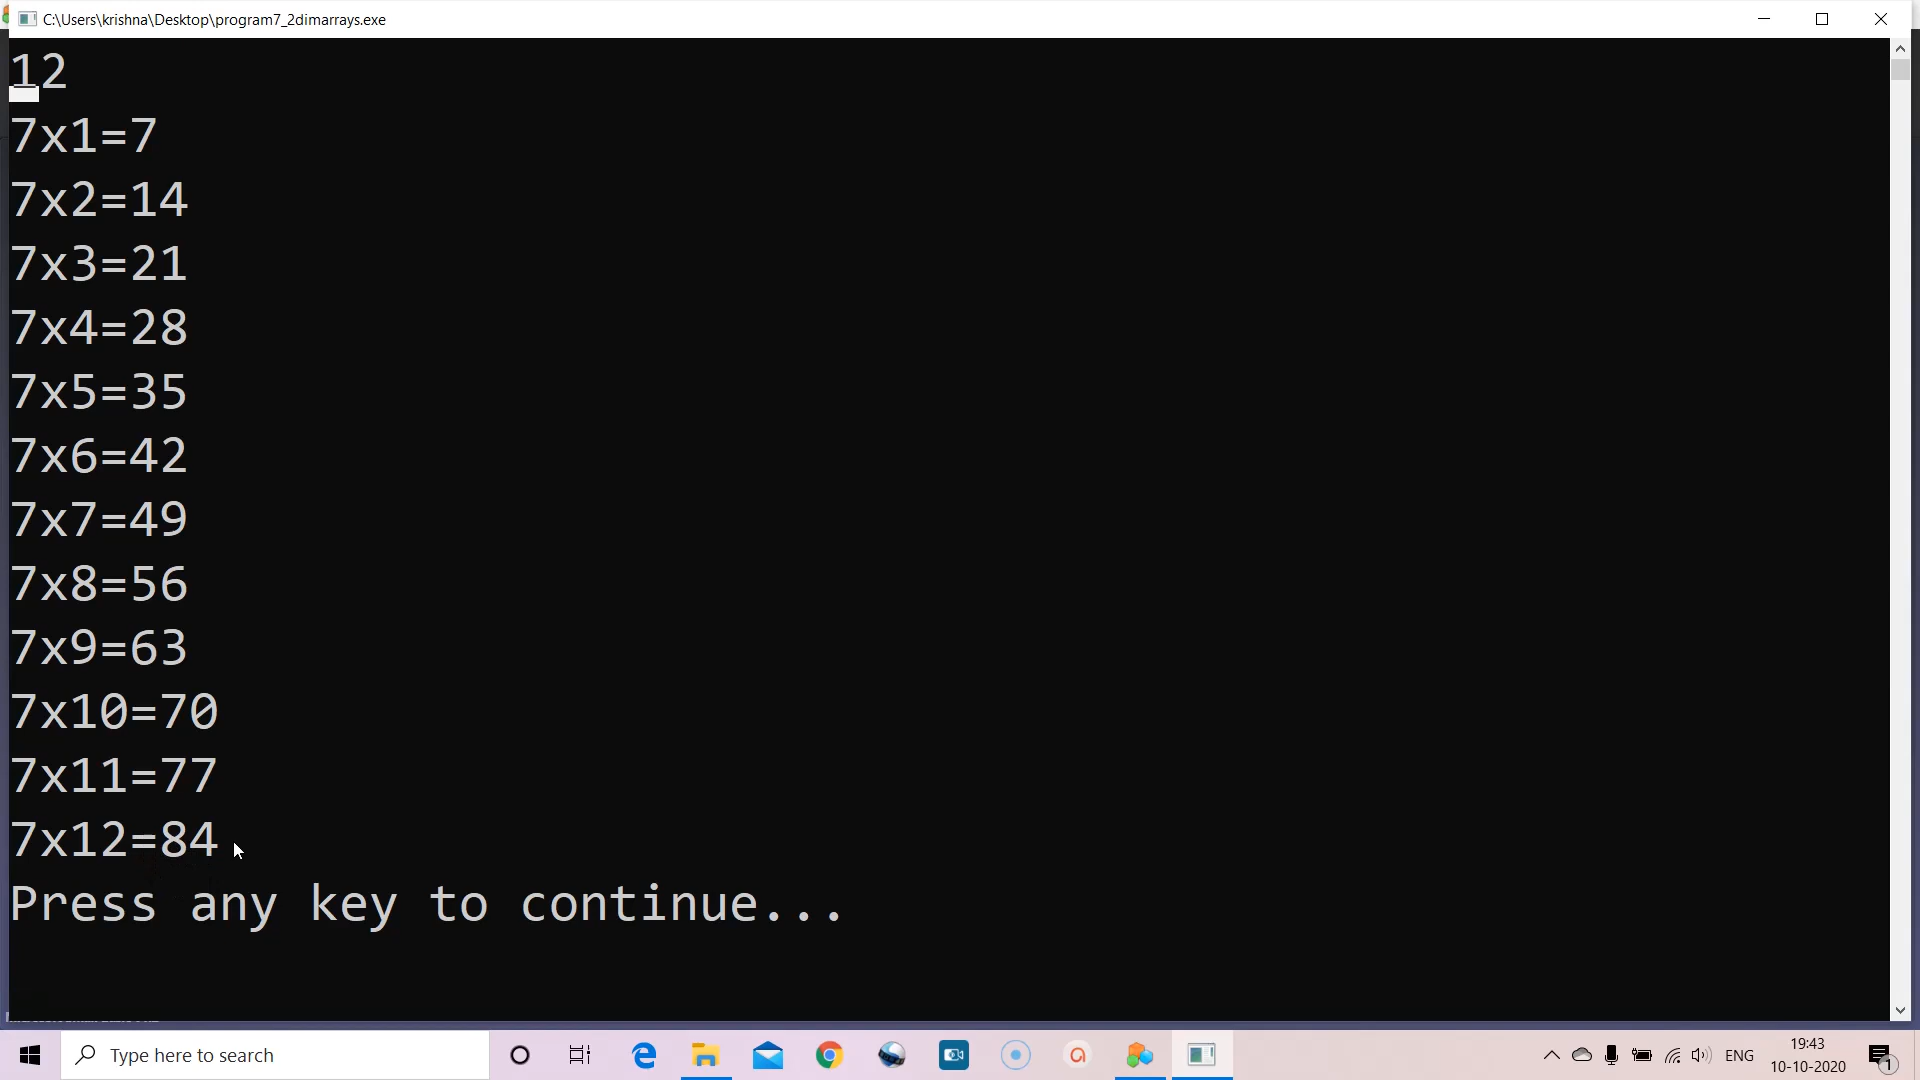 C:\Users\krishna\Desktop\program7_2dimarrays.exe
12
7x1=7
7x2=14
7x3=21
7x4=28
7x5=35
7x6=42
7x7=49
7x8=56
7x9=63
7x10=70
7x11=77
7x12=84
Press any key to continue...
Type here to search
ENG
19:43
10-10-2020
1